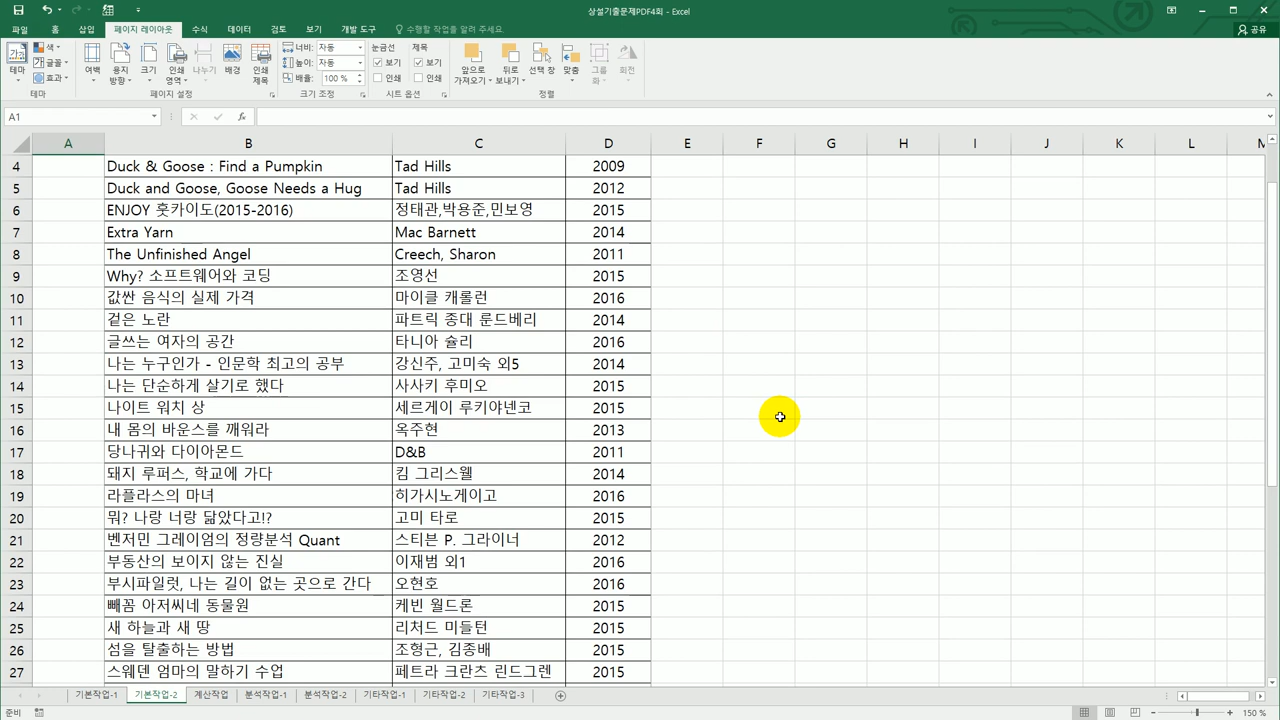 상설기출문제PDF4회 - Excel
파일 홈 삽입 페이지 레이아웃 수식 데이터 검토 보기 개발 도구 수행할 작업을 알려 주세요. 공유
테마 색 글꼴 효과 여백 용지 방향 크기 인쇄 영역 나누기 배경 인쇄 제목 너비: 자동 높이: 자동 배율: 100 % 눈금선 보기 인쇄 제목 보기 인쇄 앞으로 가져오기 뒤로 보내기 선택 창 맞춤 그룹화 회전
테마 페이지 설정 크기 조정 시트 옵션 정렬
A1 fx
A B C D E F G H I J K L M
4 Duck & Goose : Find a Pumpkin Tad Hills 2009
5 Duck and Goose, Goose Needs a Hug Tad Hills 2012
6 ENJOY 홋카이도(2015-2016) 정태관,박용준,민보영 2015
7 Extra Yarn Mac Barnett 2014
8 The Unfinished Angel Creech, Sharon 2011
9 Why? 소프트웨어와 코딩 조영선 2015
10 값싼 음식의 실제 가격 마이클 캐롤런 2016
11 겉은 노란 파트릭 종대 룬드베리 2014
12 글쓰는 여자의 공간 타니아 슐리 2016
13 나는 누구인가 - 인문학 최고의 공부 강신주, 고미숙 외5 2014
14 나는 단순하게 살기로 했다 사사키 후미오 2015
15 나이트 워치 상 세르게이 루키야넨코 2015
16 내 몸의 바운스를 깨워라 옥주현 2013
17 당나귀와 다이아몬드 D&B 2011
18 돼지 루퍼스, 학교에 가다 킴 그리스웰 2014
19 라플라스의 마녀 히가시노게이고 2016
20 뭐? 나랑 너랑 닮았다고!? 고미 타로 2015
21 벤저민 그레이엄의 정량분석 Quant 스티븐 P. 그라이너 2012
22 부동산의 보이지 않는 진실 이재범 외1 2016
23 부시파일럿, 나는 길이 없는 곳으로 간다 오현호 2016
24 빼꼼 아저씨네 동물원 케빈 월드론 2015
25 새 하늘과 새 땅 리처드 미들턴 2015
26 섬을 탈출하는 방법 조형근, 김종배 2015
27 스웨덴 엄마의 말하기 수업 페트라 크란츠 린드그렌 2015
기본작업-1 기본작업-2 계산작업 분석작업-1 분석작업-2 기타작업-1 기타작업-2 기타작업-3
준비 150 %